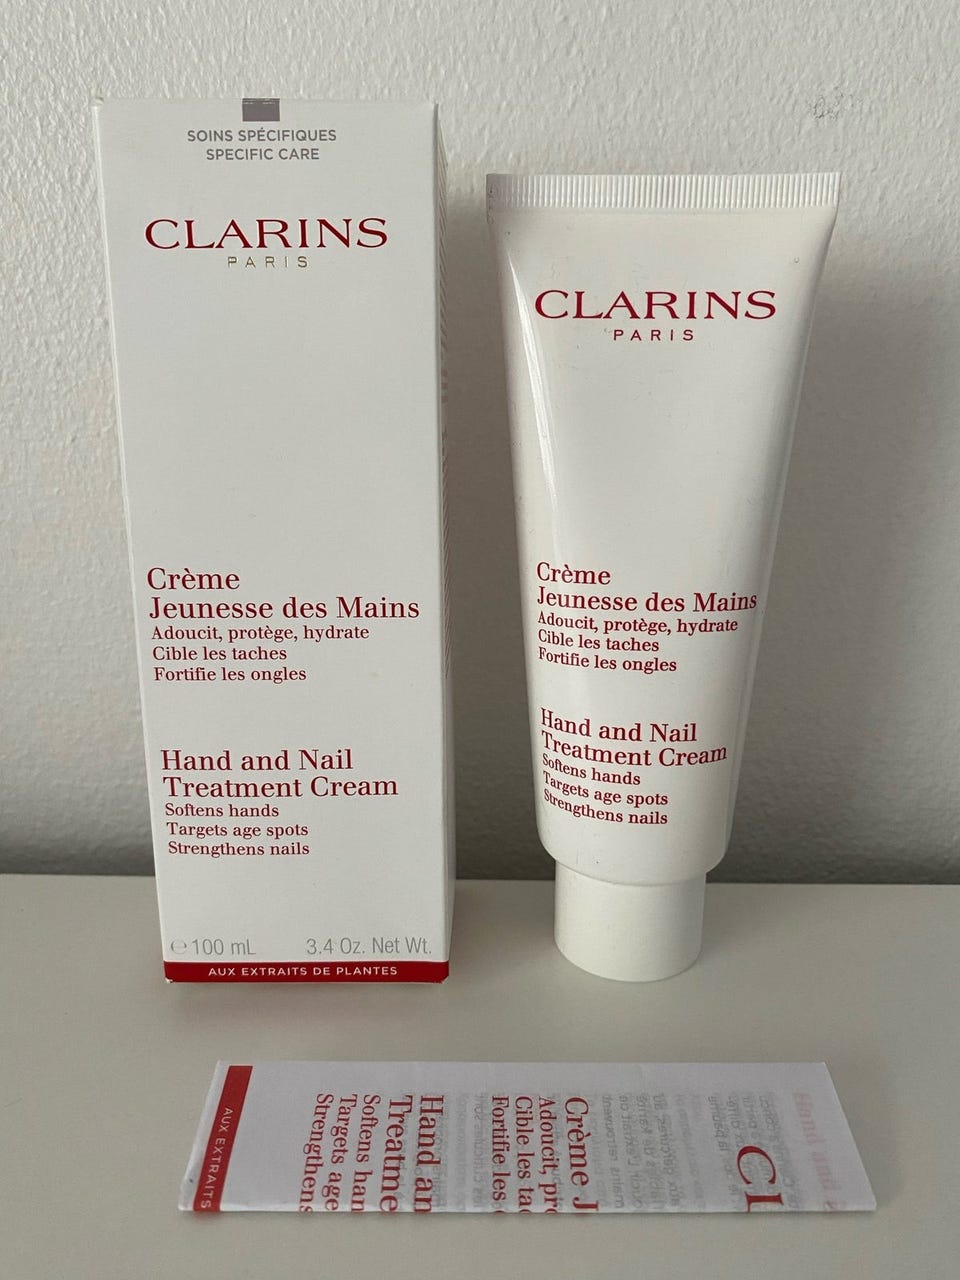 SOINS SPÉCIFIQUES
SPECIFIC CARE
CLARINS
PARIS
Crème
Jeunesse des Mains
Adoucit, protège, hydrate
Cible les taches
Fortifie les ongles
Hand and Nail
Treatment Cream
Softens hands
Targets age spots
Strengthens nails
℮ 100 mL 3.4 Oz. Net Wt.
AUX EXTRAITS DE PLANTES
CLARINS
PARIS
Crème
Jeunesse des Mains
Adoucit, protège, hydrate
Cible les taches
Fortifie les ongles
Hand and Nail
Treatment Cream
Softens hands
Targets age spots
Strengthens nails
CL
Crème J
Adoucit, pro
Cible les ta
Fortifie les
Hand an
Treatme
Softens han
Targets age
Strengthens
AUX EXTRAITS